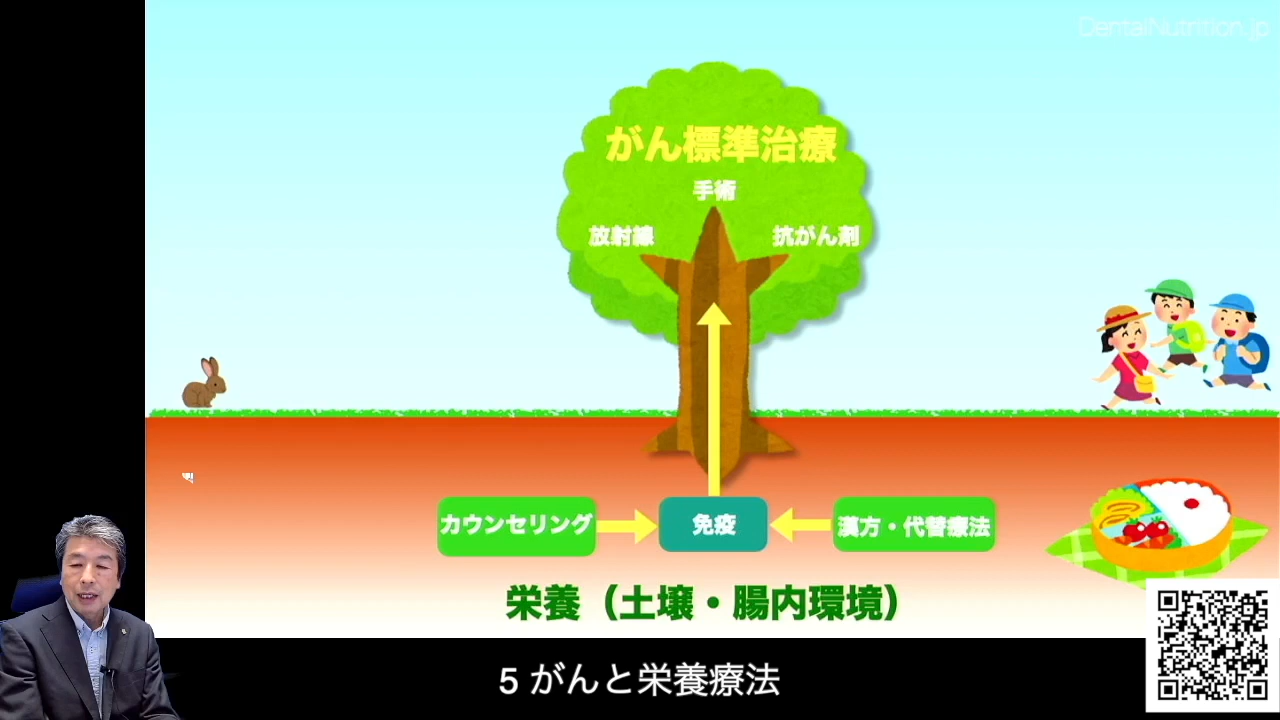 DentalNutrition.jp
がん標準治療
手術
放射線
抗がん剤
カウンセリング
免疫
漢方・代替療法
栄養（土壌・腸内環境）
5 がんと栄養療法